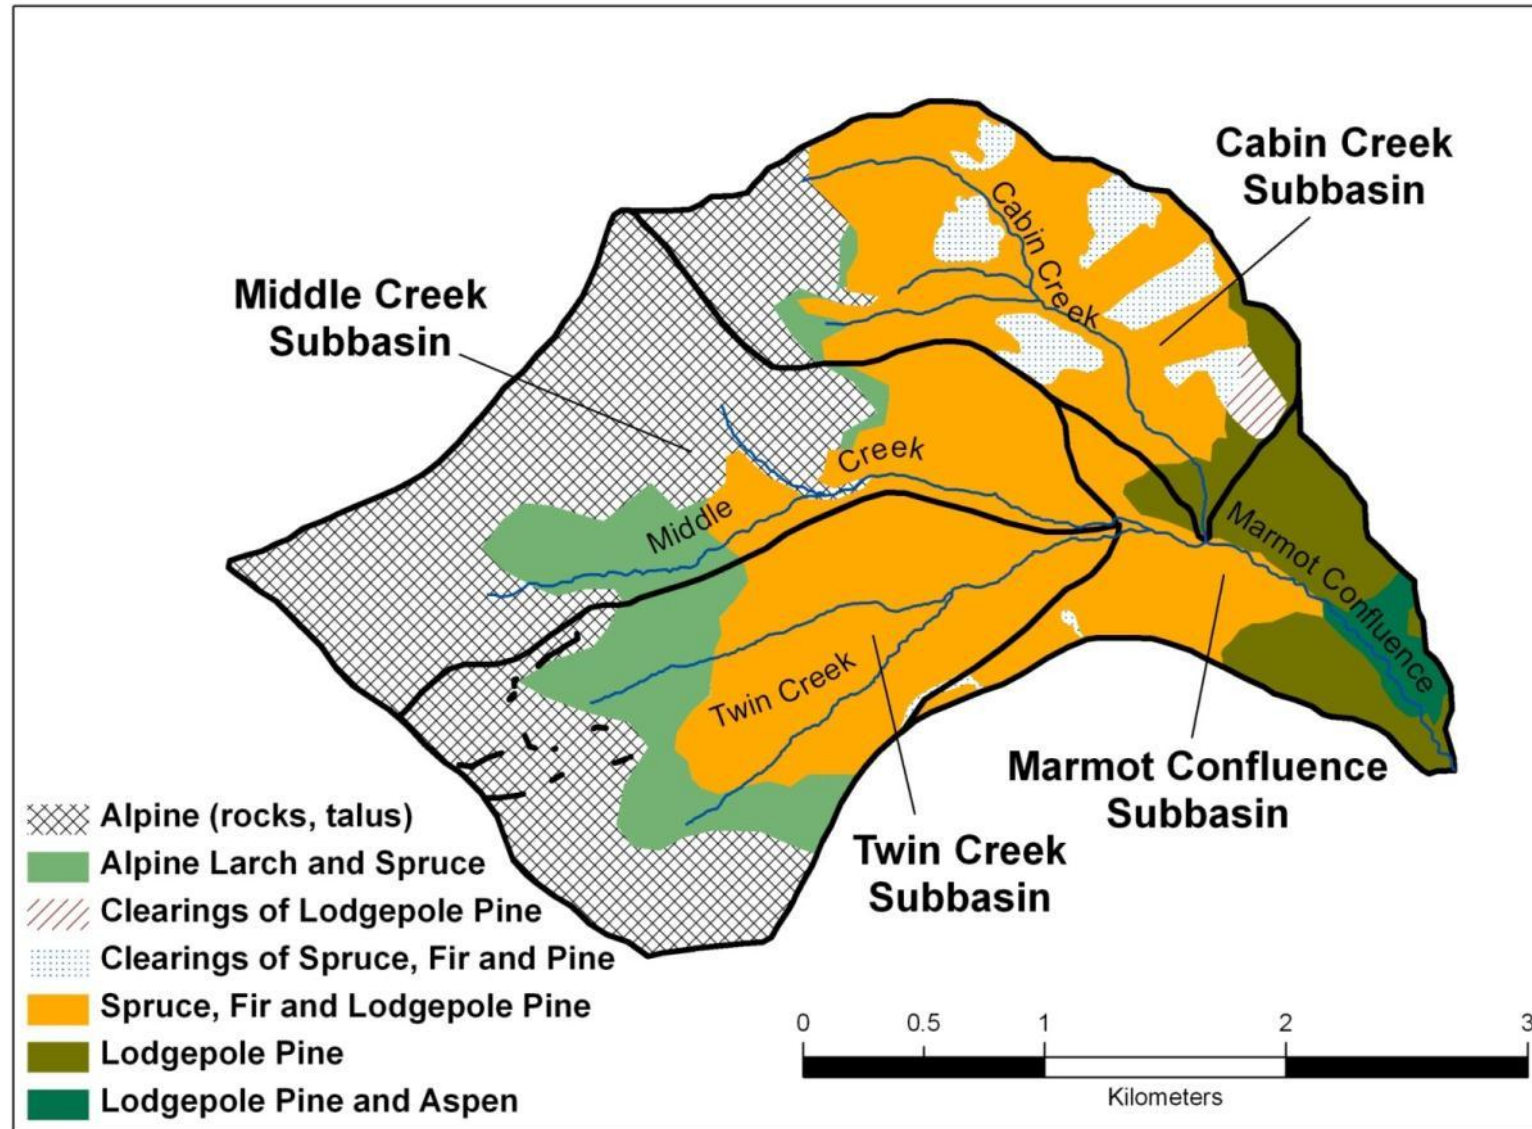 Cabin Creek
Subbasin
Middle Creek
Subbasin
Cabin Creek
Creek
Middle
Marmot Confluence
Twin Creek
Marmot Confluence
Subbasin
Twin Creek
Subbasin
Alpine (rocks, talus)
Alpine Larch and Spruce
Clearings of Lodgepole Pine
Clearings of Spruce, Fir and Pine
Spruce, Fir and Lodgepole Pine
Lodgepole Pine
Lodgepole Pine and Aspen
0 0.5 1 2 3
Kilometers